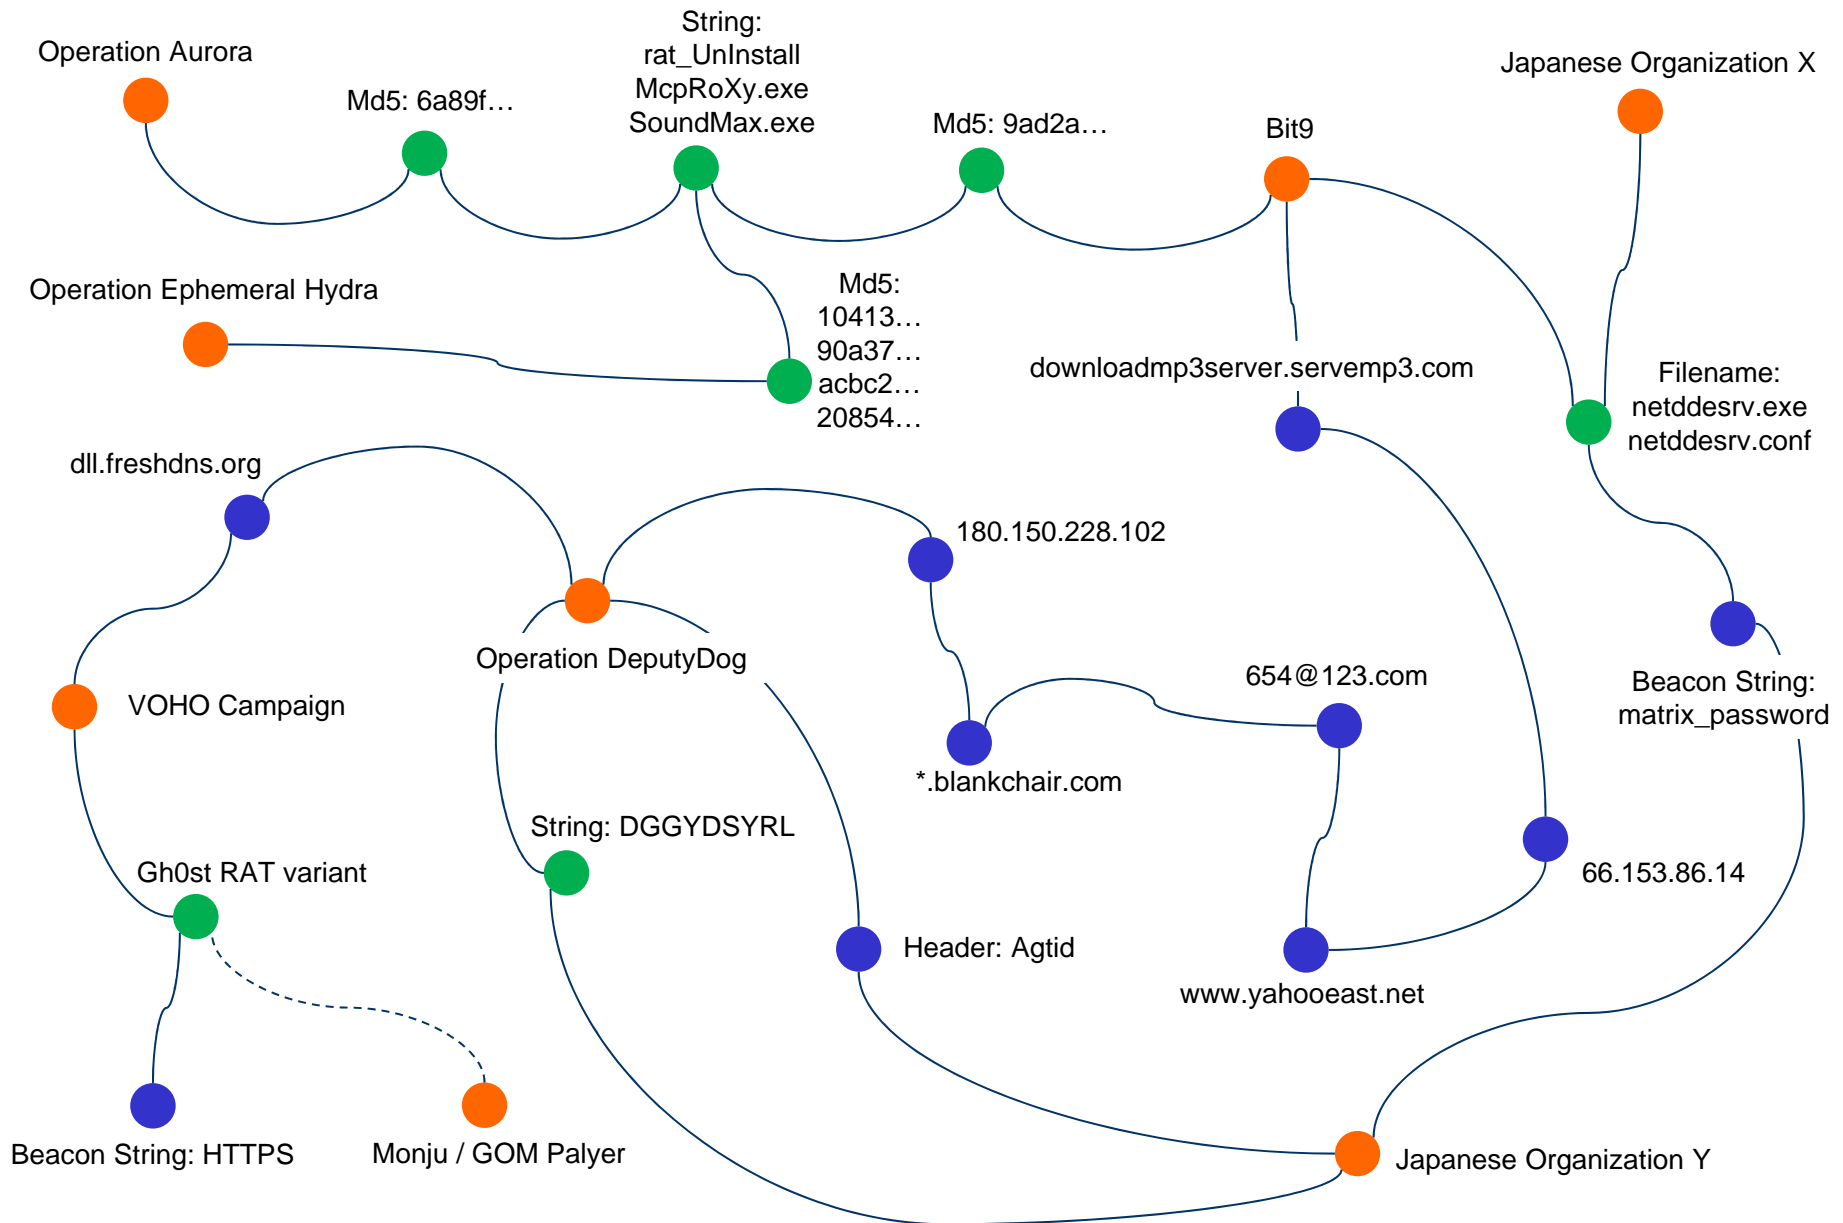 Operation Aurora
Md5: 6a89f…
String:
rat_UnInstall
McpRoXy.exe
SoundMax.exe
Md5: 9ad2a…
Bit9
Japanese Organization X
Operation Ephemeral Hydra
Md5:
10413…
90a37…
acbc2…
20854…
downloadmp3server.servemp3.com
Filename:
netddesrv.exe
netddesrv.conf
dll.freshdns.org
180.150.228.102
Operation DeputyDog
654@123.com
Beacon String:
matrix_password
VOHO Campaign
*.blankchair.com
String: DGGYDSYRL
Gh0st RAT variant
66.153.86.14
Header: Agtid
www.yahooeast.net
Beacon String: HTTPS
Monju / GOM Palyer
Japanese Organization Y